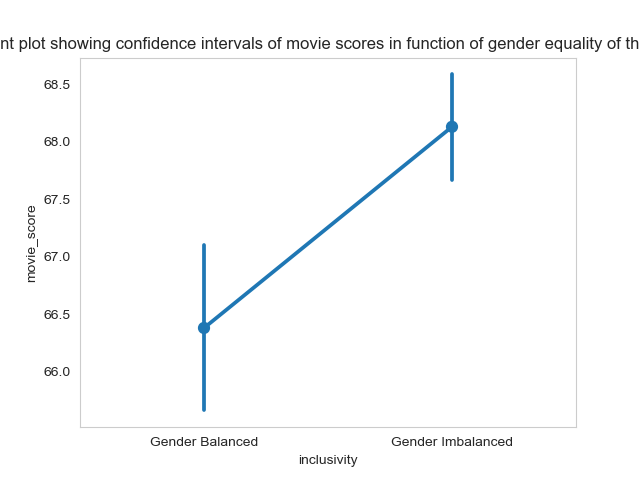 nt plot showing confidence intervals of movie scores in function of gender equality of th
68.5
68.0
67.5
67.0
66.5
66.0
movie_score
Gender Balanced Gender Imbalanced
inclusivity